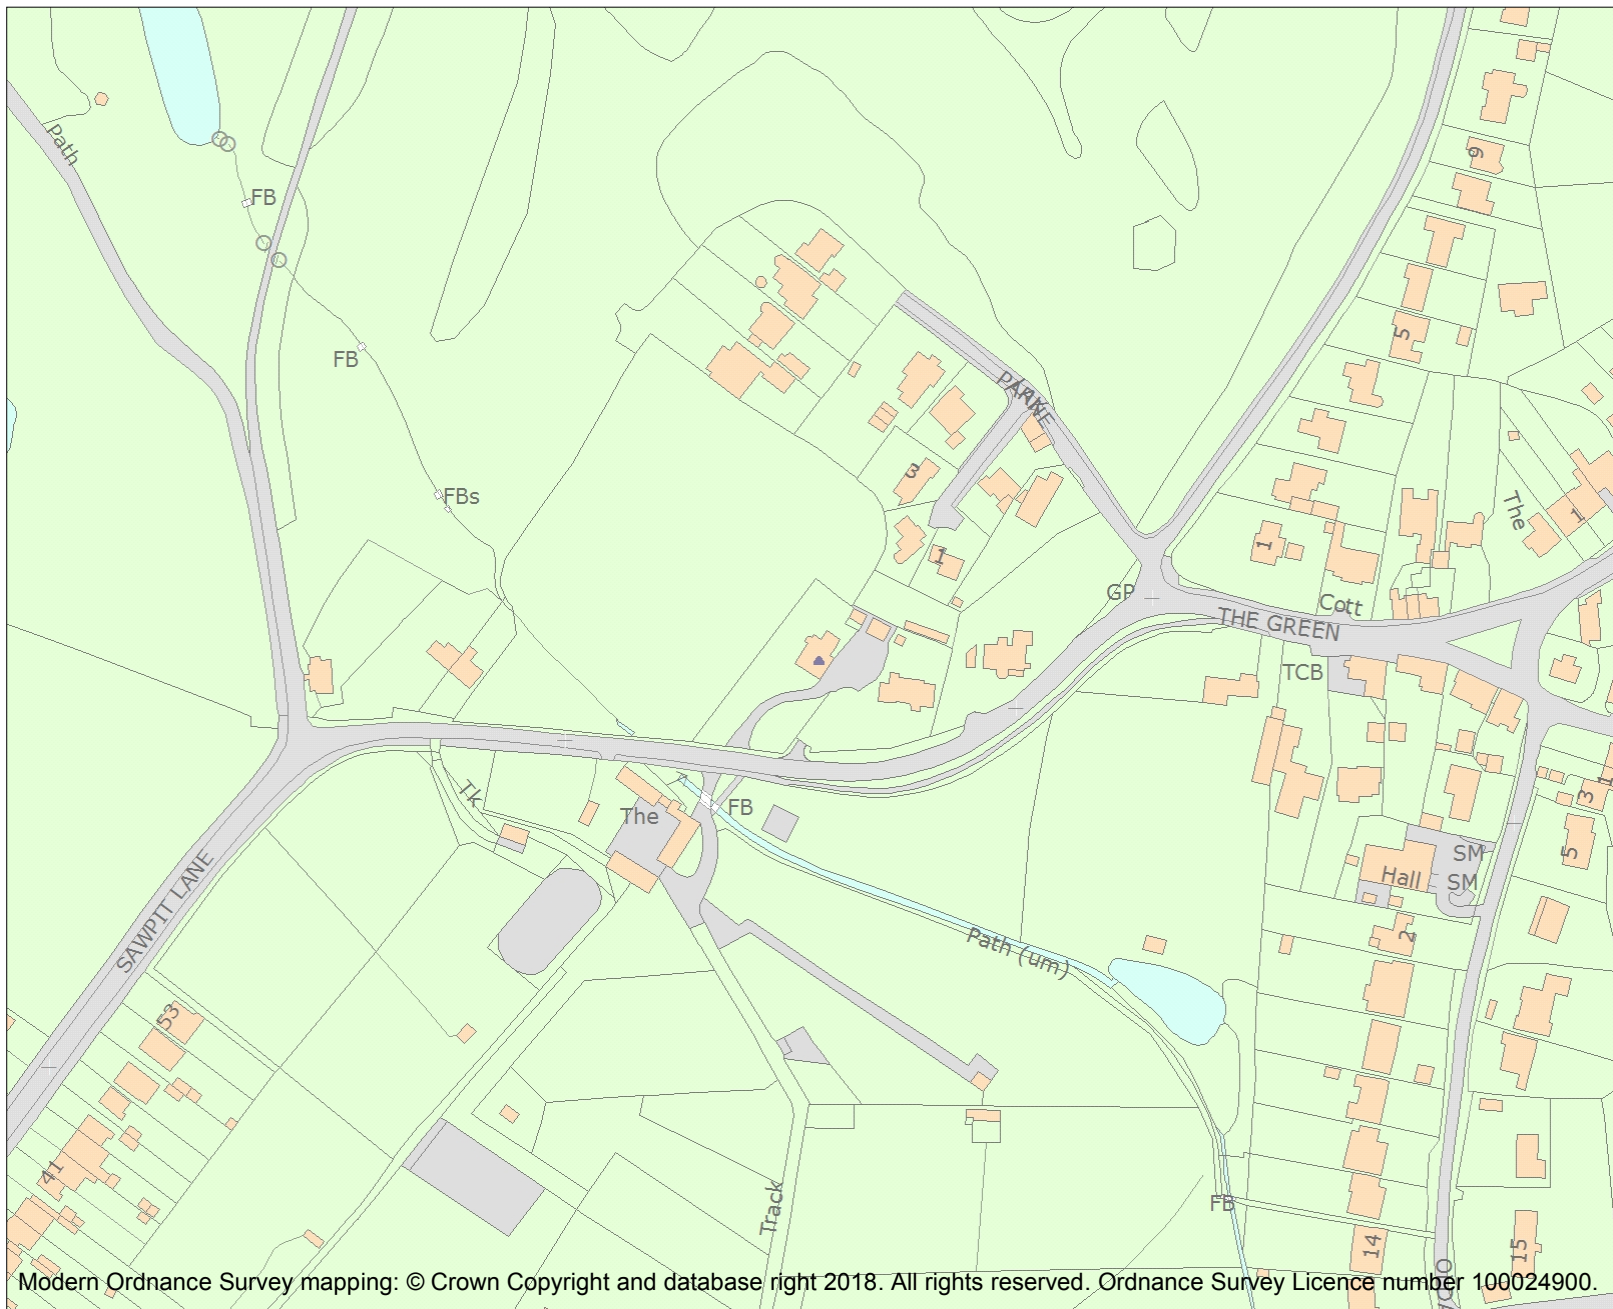 Path
FB
9
5
FB
PARK
LANE
FBs
3
The
1
1
1
GP
Cott
THE GREEN
TCB
Tk
The
FB
3
1
5
SM
SM
Hall
SAWPIT LANE
2
Path (um)
53
41
Track
FB
14
15
Modern Ordnance Survey mapping: © Crown Copyright and database right 2018. All rights reserved. Ordnance Survey Licence number 100024900.